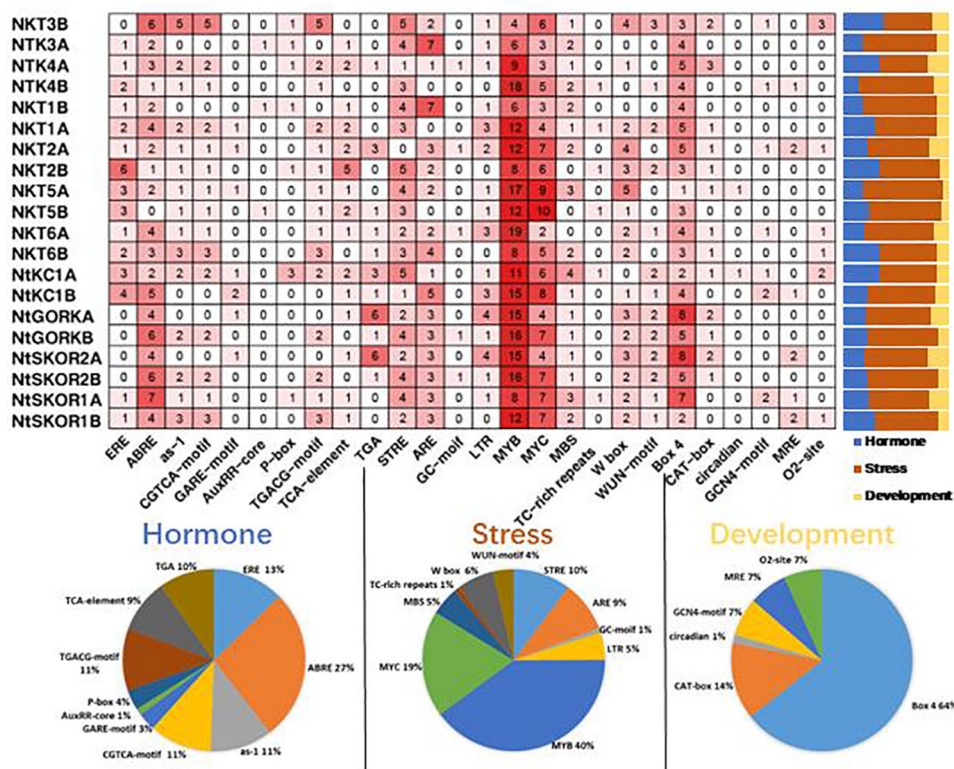 NKT3B 0 6 5 5 0 0 1 5 0 0 5 2 0 0 4 6 0 0 4 3 3 2 0 0 0 3
NTK3A 1 2 0 0 0 1 1 0 1 0 4 7 0 1 6 3 2 0 0 0 4 0 0 0 0 0
NTK4A 1 3 2 2 0 0 1 2 2 1 1 1 1 1 9 3 1 0 1 0 5 3 0 0 0 0
NTK4B 2 1 1 1 0 0 0 1 0 0 3 0 0 0 18 5 2 1 0 1 4 0 0 1 1 0
NKT1B 1 2 0 0 0 1 1 0 1 0 4 7 0 1 6 3 2 0 0 0 4 0 0 0 0 0
NKT1A 2 4 2 2 1 0 0 2 2 0 3 0 0 3 12 4 1 1 2 2 5 1 0 0 0 0
NKT2A 1 2 1 1 1 0 0 1 2 3 0 3 1 2 12 7 2 0 4 0 5 1 0 1 2 1
NKT2B 6 1 1 1 0 0 1 1 5 0 5 2 0 0 8 6 0 1 3 2 3 1 0 0 0 0
NKT5A 3 2 1 1 1 0 0 1 1 0 4 2 0 1 17 9 3 0 5 0 1 1 1 0 0 0
NKT5B 3 0 1 1 0 1 0 1 2 1 3 0 0 1 12 10 0 1 1 0 3 0 0 0 0 0
NKT6A 1 4 1 1 0 0 0 1 1 1 2 2 1 3 19 2 0 0 2 1 4 1 0 0 0 1
NKT6B 2 3 3 3 0 0 0 3 0 1 3 4 0 0 8 5 2 0 2 1 3 1 0 0 0 1
NtKC1A 3 2 2 2 1 0 3 2 2 3 5 1 0 1 11 6 4 1 0 2 2 1 1 1 0 2
NtKC1B 4 5 0 0 2 0 0 0 1 1 1 5 0 3 15 8 1 0 1 1 4 0 0 2 1 0
NtGORKA 0 4 0 0 1 0 0 0 1 6 2 3 0 4 15 4 1 0 3 2 8 2 0 0 0 0
NtGORKB 0 6 2 2 0 0 0 2 0 1 4 3 1 1 16 7 1 0 2 2 5 1 0 0 0 0
NtSKOR2A 0 4 0 0 1 0 0 0 1 6 2 3 0 4 15 4 1 0 3 2 8 2 0 0 2 0
NtSKOR2B 0 6 2 2 0 0 0 2 0 1 4 3 1 1 16 7 1 0 2 2 5 1 0 0 0 0
NtSKOR1A 1 7 1 1 0 0 1 1 1 0 4 3 0 0 8 7 3 1 2 1 7 1 0 2 1 0
NtSKOR1B 1 4 3 3 0 0 0 3 1 0 2 3 0 0 12 7 0 0 2 1 2 0 0 0 2 1
ERE ABRE as-1 CGTCA-motif GARE-motif AuxRR-core P-box TGACG-motif TCA-element TGA STRE ARE GC-moif LTR MYB MYC MBS TC-rich repeats W box WUN-motif Box 4 CAT-box circadian GCN4-motif MRE O2-site
Hormone
Stress
Development
Hormone
TGA 10%
ERE 13%
TCA-element 9%
TGACG-motif
11%
ABRE 27%
P-box 4%
AuxRR-core 1%
GARE-motif 3%
CGTCA-motif 11%
as-1 11%
Stress
WUN-motif 4%
W box 6%
STRE 10%
TC-rich repeats 1%
MBS 5%
ARE 9%
GC-moif 1%
LTR 5%
MYC 19%
MYB 40%
Development
O2-site 7%
MRE 7%
GCN4-motif 7%
circadian 1%
CAT-box 14%
Box 4 64%